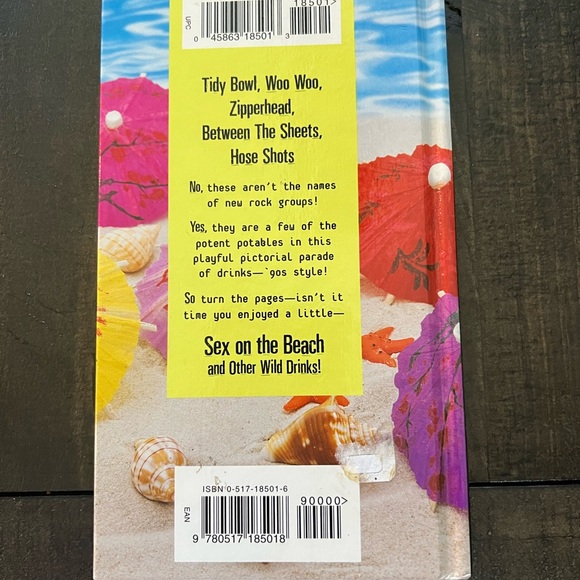 18501>
UPC
0 45863 18501 3
Tidy Bowl, Woo Woo,
Zipperhead,
Between The Sheets,
Hose Shots
No, these aren't the names
of new rock groups!
Yes, they are a few of the
potent potables in this
playful pictorial parade
of drinks—`90s style!
So turn the pages—isn't it
time you enjoyed a little—
Sex on the Beach
and Other Wild Drinks!
ISBN 0-517-18501-6
90000>
EAN
9 780517 185018